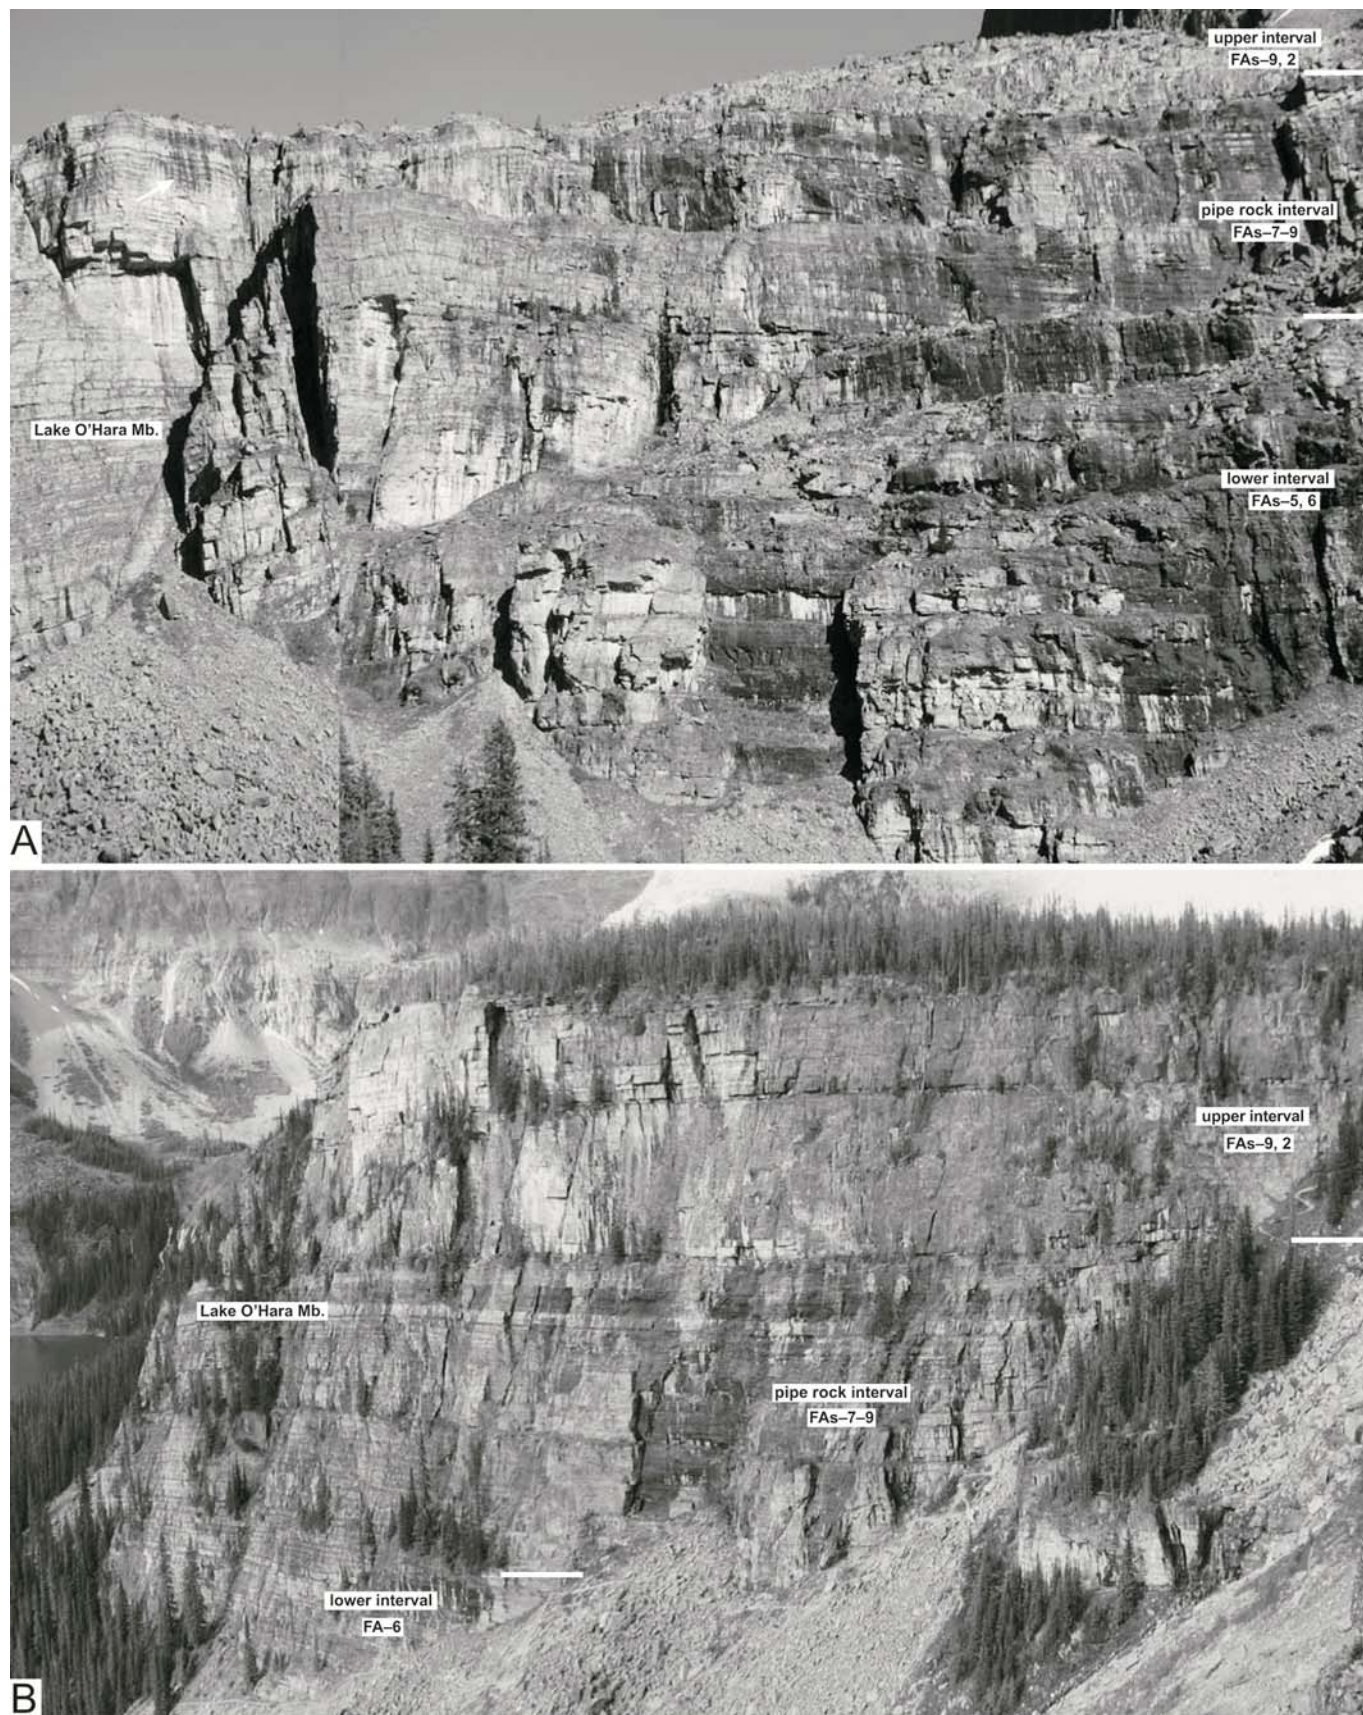 upper interval
FAs–9, 2
pipe rock interval
FAs–7–9
Lake O'Hara Mb.
lower interval
FAs–5, 6
A
upper interval
FAs–9, 2
Lake O'Hara Mb.
pipe rock interval
FAs–7–9
lower interval
FA–6
B